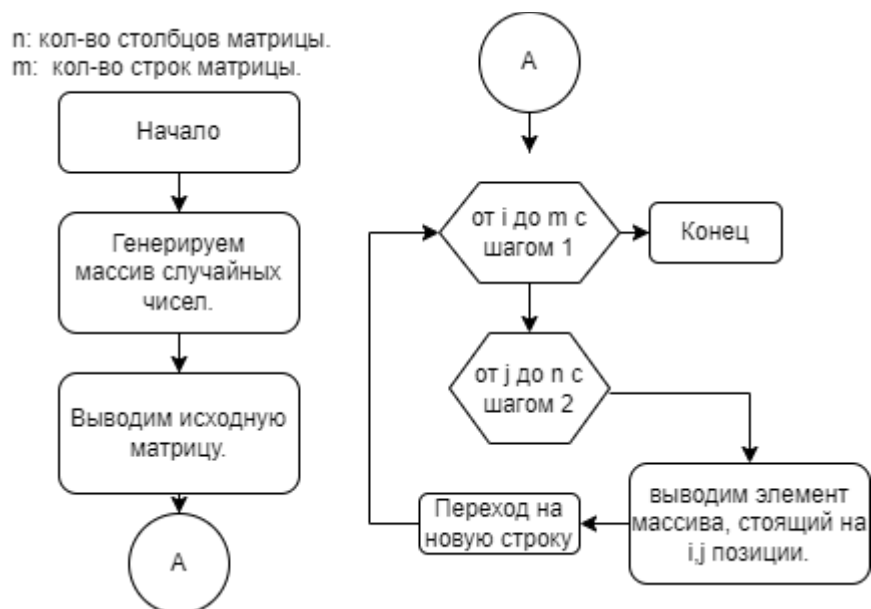 n: кол-во столбцов матрицы.
m: кол-во строк матрицы.
Начало
Генерируем
массив случайных
чисел.
Выводим исходную
матрицу.
А
А
от i до m с
шагом 1
Конец
от j до n с
шагом 2
выводим элемент
массива, стоящий на
i,j позиции.
Переход на
новую строку